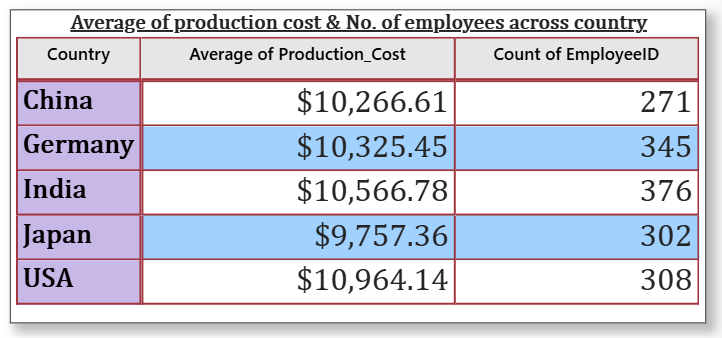 Average of production cost & No. of employees across country
Country Average of Production_Cost Count of EmployeeID
China $10,266.61 271
Germany $10,325.45 345
India $10,566.78 376
Japan $9,757.36 302
USA $10,964.14 308